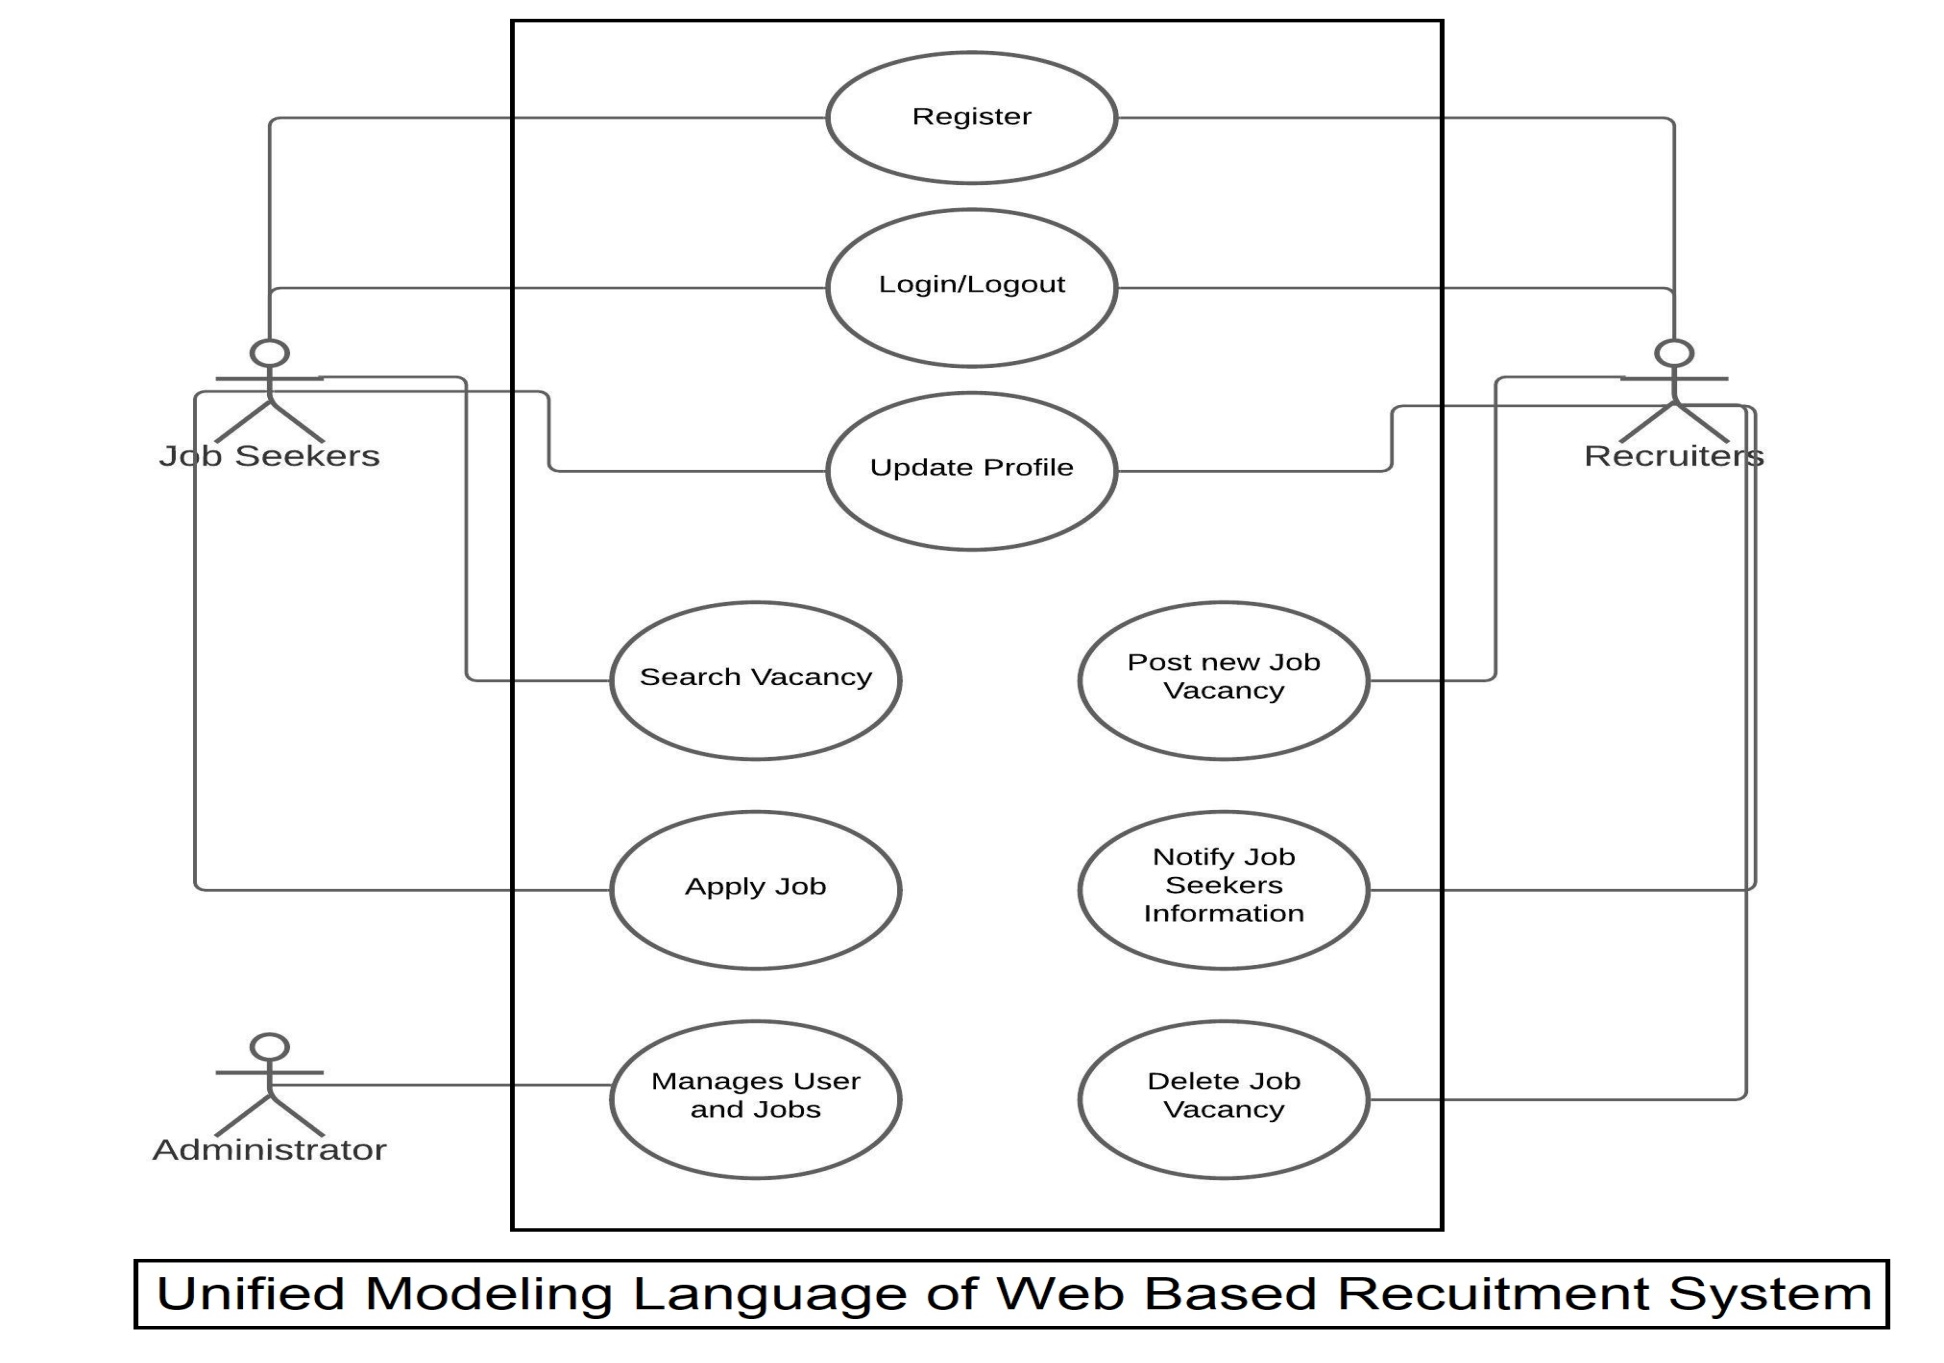 Register
Login/Logout
Job Seekers
Recruiters
Update Profile
Search Vacancy
Post new Job
Vacancy
Apply Job
Notify Job
Seekers
Information
Administrator
Manages User
and Jobs
Delete Job
Vacancy
Unified Modeling Language of Web Based Recuitment System